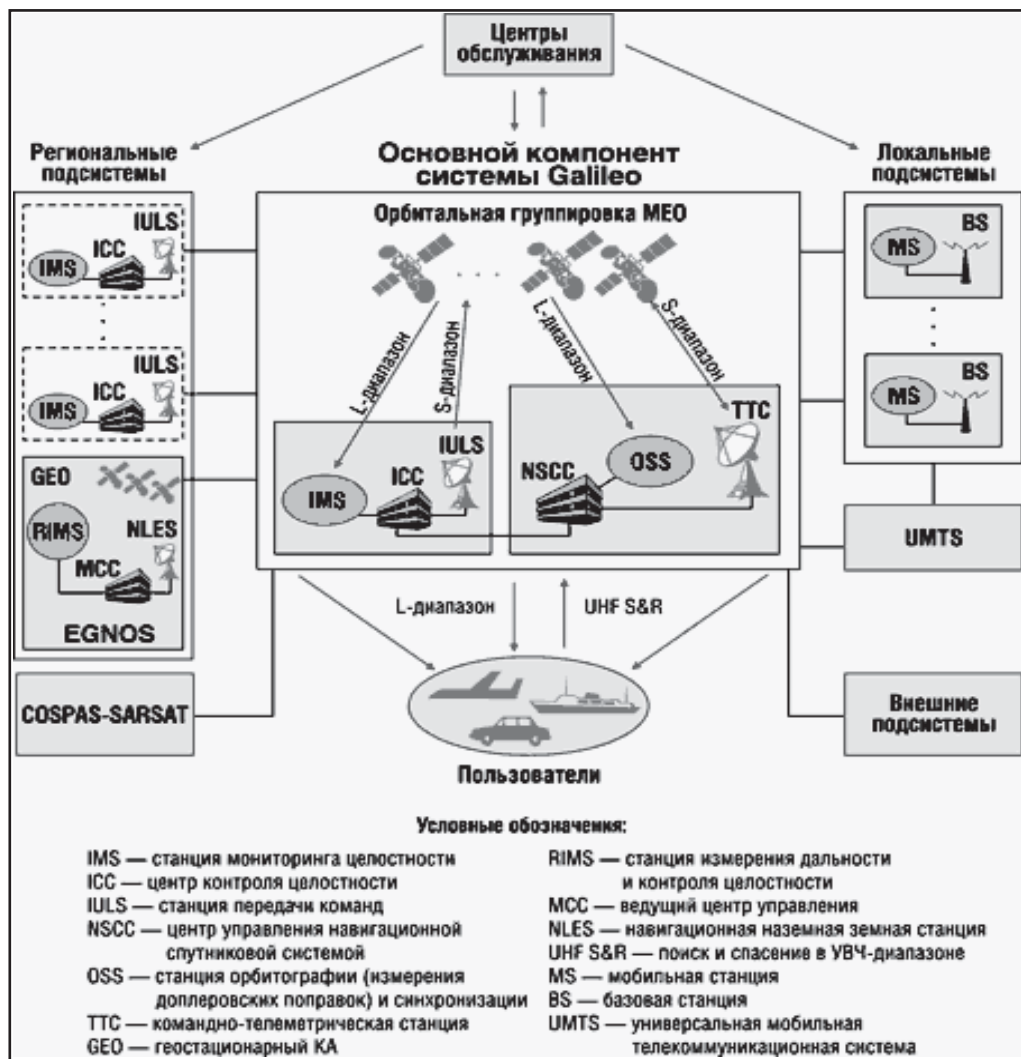 Центры
обслуживания
Региональные
подсистемы
Основной компонент
системы Galileo
Локальные
подсистемы
Орбитальная группировка МЕО
IULS
ICC
IMS
IULS
ICC
IMS
GEO
RIMS
NLES
MCC
EGNOS
COSPAS-SARSAT
L-диапазон
S-диапазон
L-диапазон
S-диапазон
IULS
ICC
IMS
TTC
OSS
NSCC
BS
MS
BS
MS
UMTS
Внешние
подсистемы
L-диапазон
UHF S&R
Пользователи
Условные обозначения:
IMS — станция мониторинга целостности
ICC — центр контроля целостности
IULS — станция передачи команд
NSCC — центр управления навигационной
спутниковой системой
OSS — станция орбитографии (измерения
доплеровских поправок) и синхронизации
TTC — командно-телеметрическая станция
GEO — геостационарный КА
RIMS — станция измерения дальности
и контроля целостности
MCC — ведущий центр управления
NLES — навигационная наземная земная станция
UHF S&R — поиск и спасение в УВЧ-диапазоне
MS — мобильная станция
BS — базовая станция
UMTS — универсальная мобильная
телекоммуникационная система